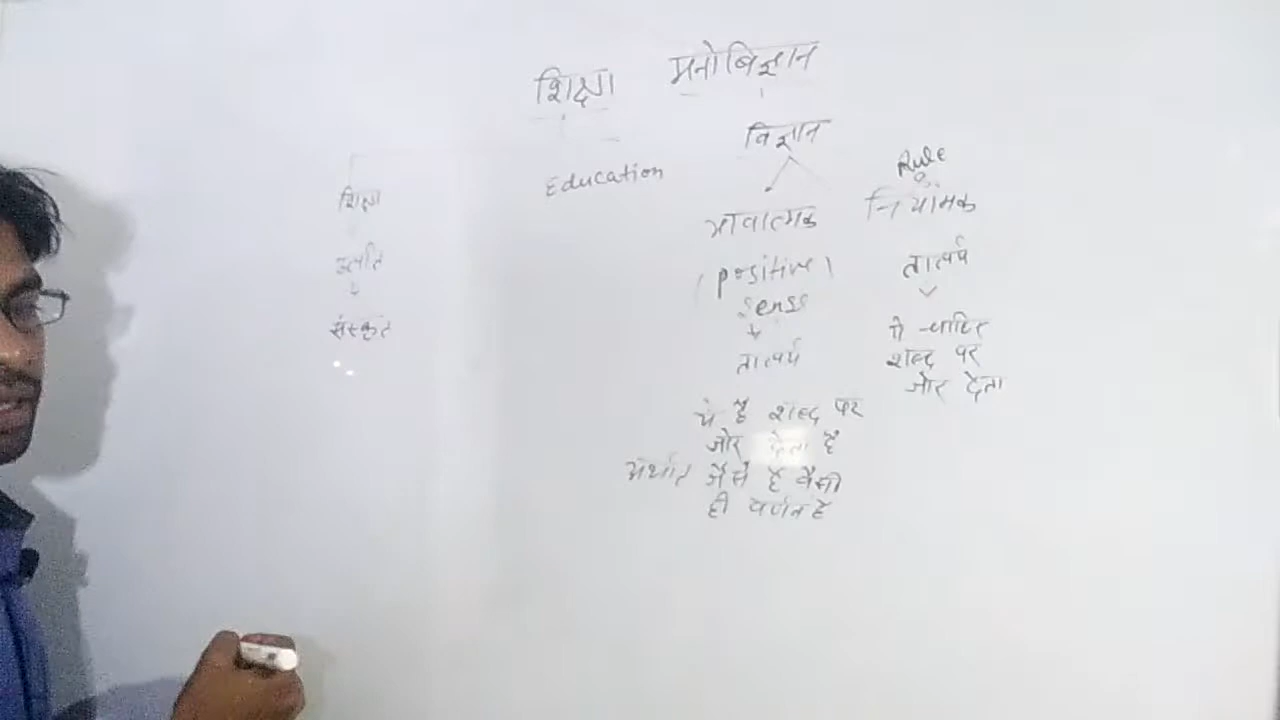 शिक्षा मनोविज्ञान
शिक्षा
उत्पति
संस्कृत
Education
विज्ञान
भावात्मक
(positive)
sense
तात्पर्य
ये है शब्द पर
जोर देता है
अर्थात जैसे है वैसी
ही वर्णन है
Rule
नियामक
तात्पर्य
शब्द पर
जोर देता